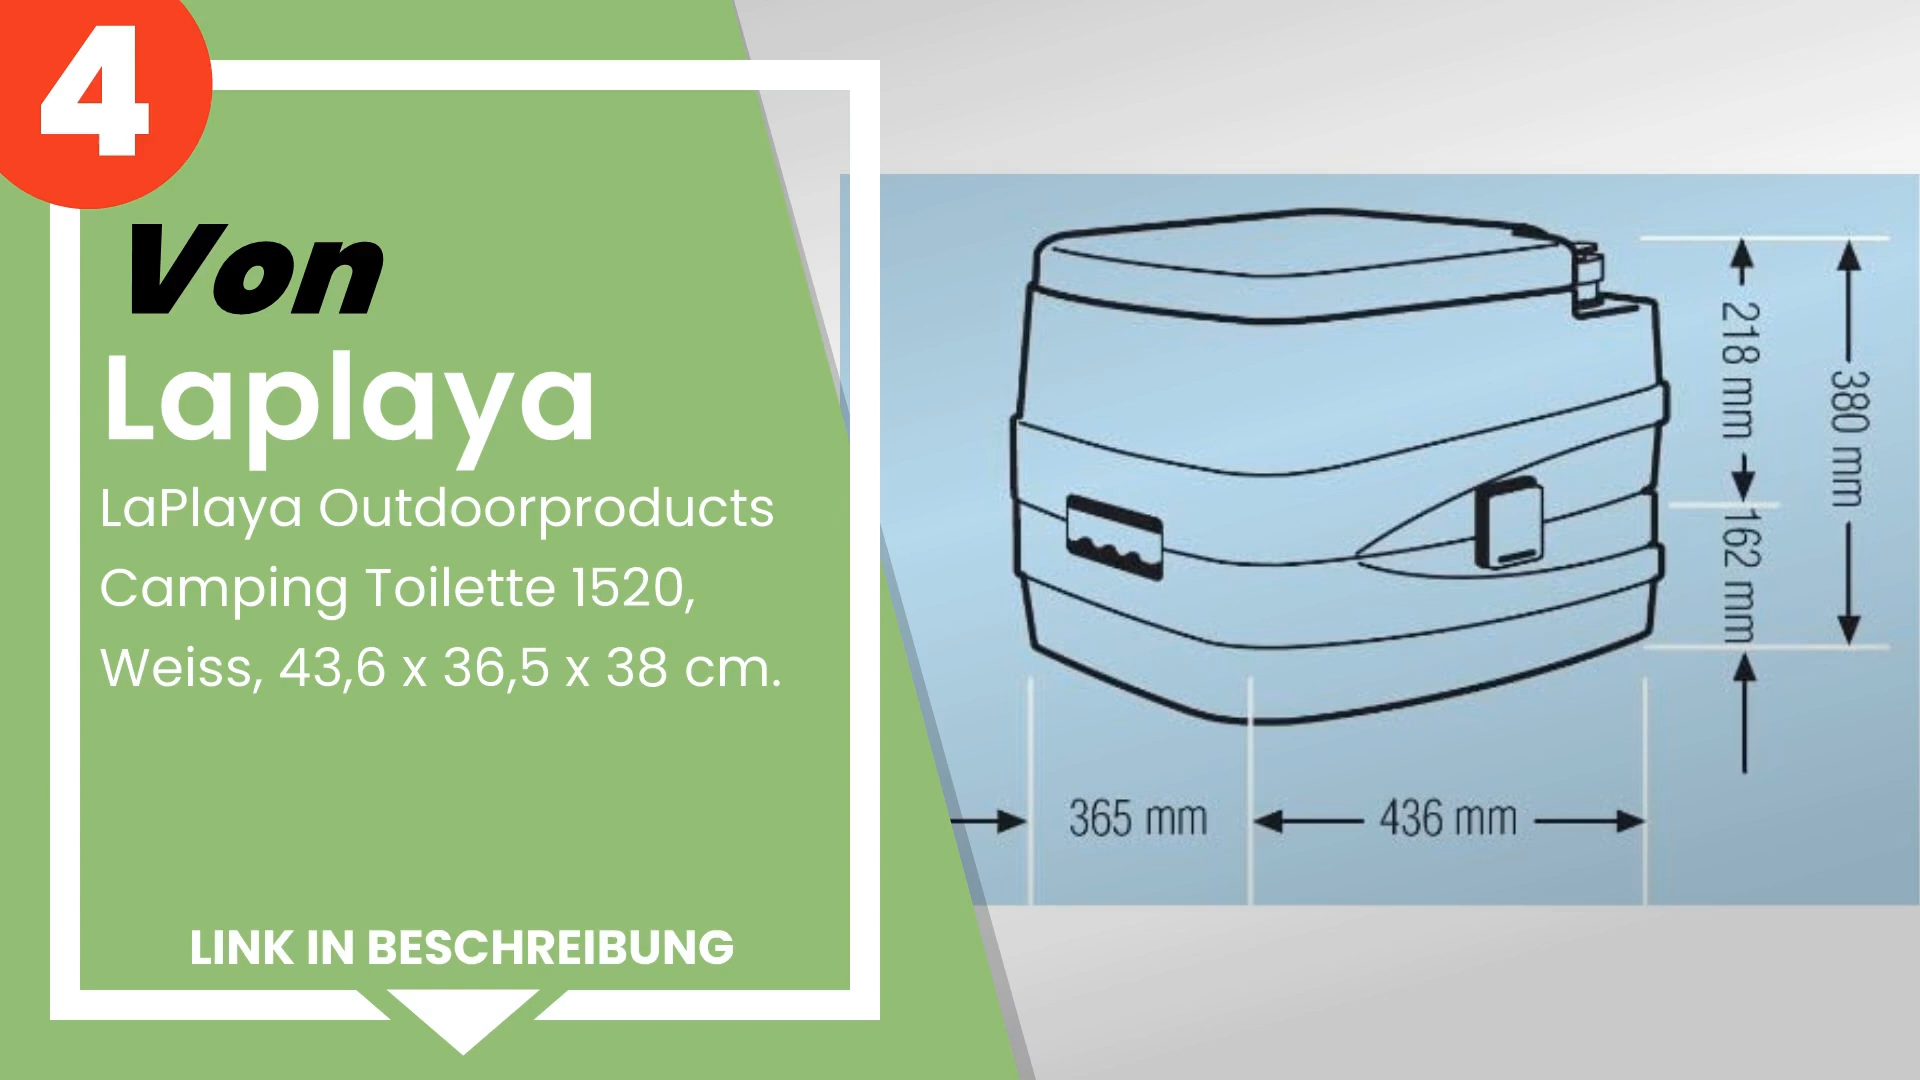 4
Von
Laplaya
LaPlaya Outdoorproducts
Camping Toilette 1520,
Weiss, 43,6 x 36,5 x 38 cm.
LINK IN BESCHREIBUNG
218 mm
380 mm
162 mm
365 mm
436 mm